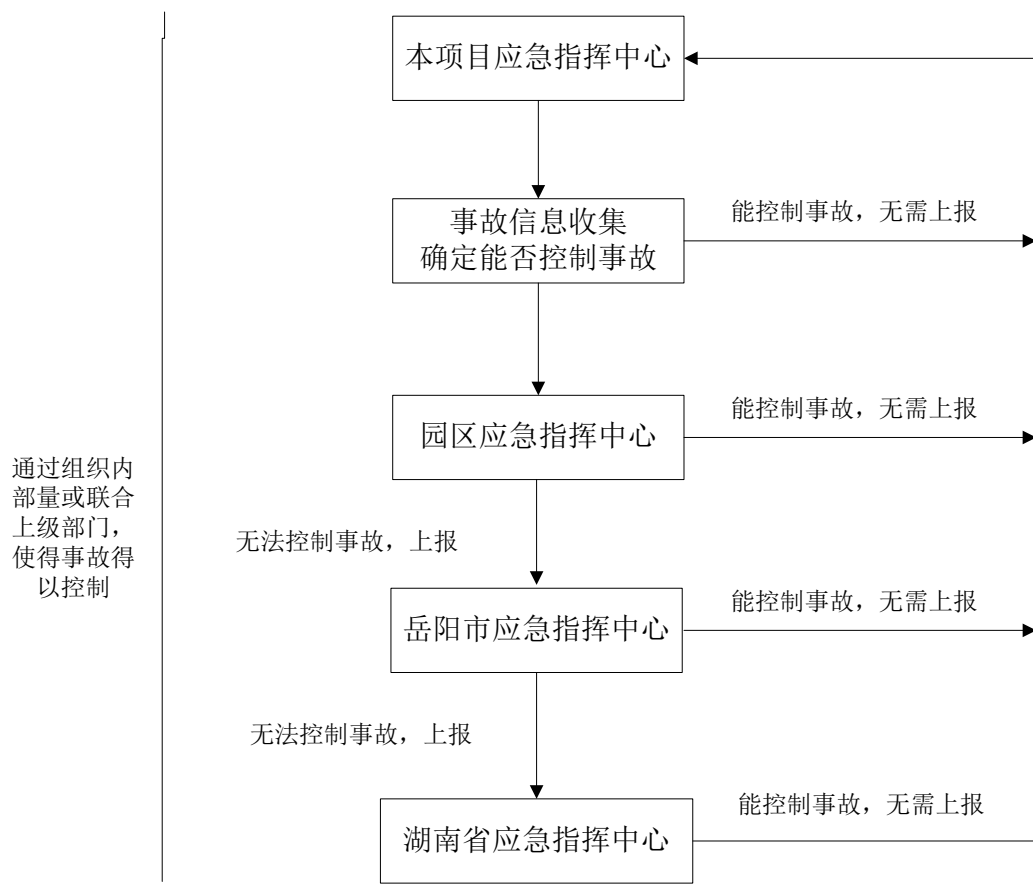 本项目应急指挥中心
事故信息收集
确定能否控制事故
能控制事故，无需上报
园区应急指挥中心
能控制事故，无需上报
通过组织内
部量或联合
上级部门，
使得事故得
以控制
无法控制事故，上报
岳阳市应急指挥中心
能控制事故，无需上报
无法控制事故，上报
湖南省应急指挥中心
能控制事故，无需上报